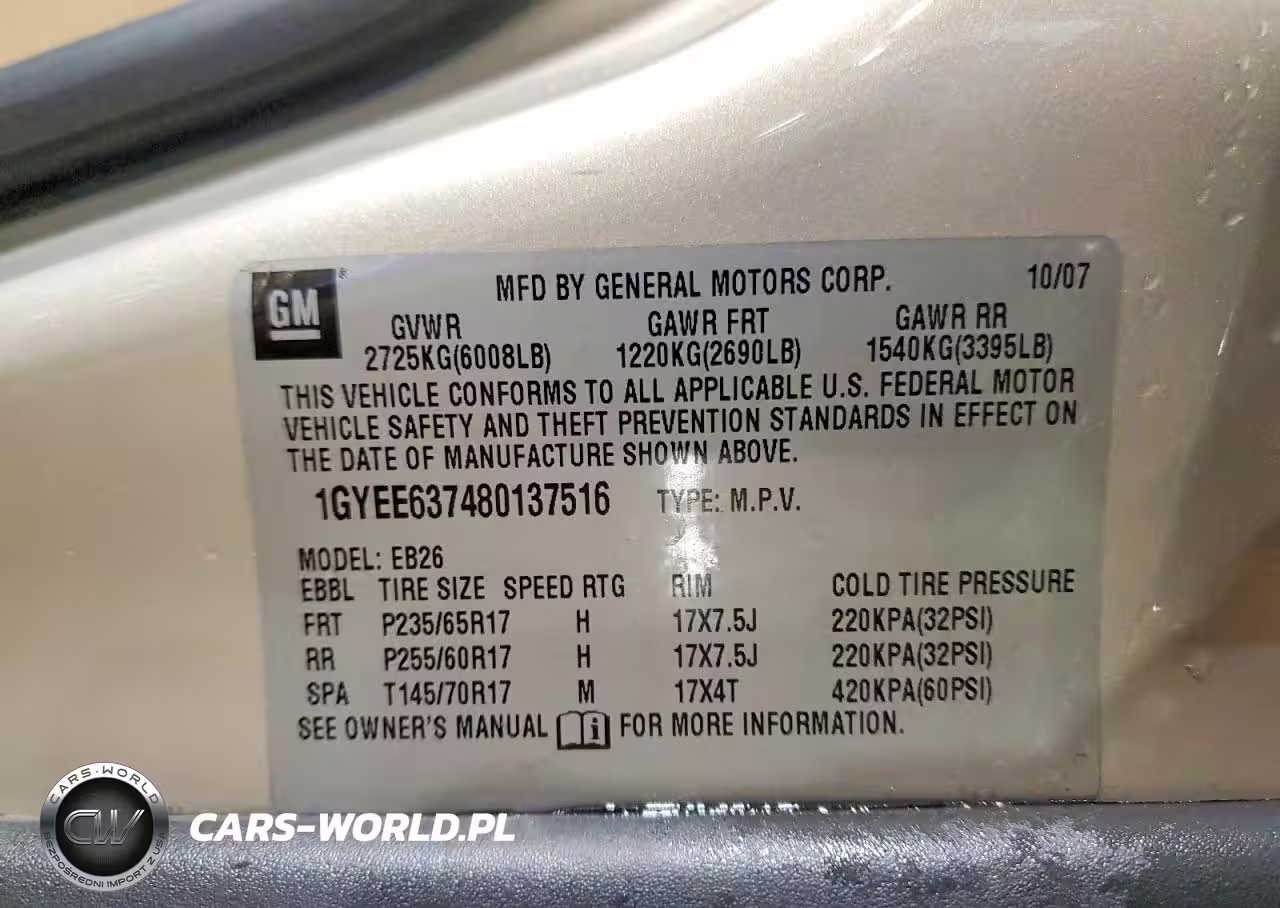 GM ®
MFD BY GENERAL MOTORS CORP. 10/07
GVWR GAWR FRT GAWR RR
2725KG(6008LB) 1220KG(2690LB) 1540KG(3395LB)
THIS VEHICLE CONFORMS TO ALL APPLICABLE U.S. FEDERAL MOTOR
VEHICLE SAFETY AND THEFT PREVENTION STANDARDS IN EFFECT ON
THE DATE OF MANUFACTURE SHOWN ABOVE.
1GYEE637480137516 TYPE: M.P.V.
MODEL: EB26
EBBL TIRE SIZE SPEED RTG RIM COLD TIRE PRESSURE
FRT P235/65R17 H 17X7.5J 220KPA(32PSI)
RR P255/60R17 H 17X7.5J 220KPA(32PSI)
SPA T145/70R17 M 17X4T 420KPA(60PSI)
SEE OWNER'S MANUAL i FOR MORE INFORMATION.
CARS-WORLD
CW
BEZPOŚREDNI IMPORT Z USA
CARS-WORLD.PL